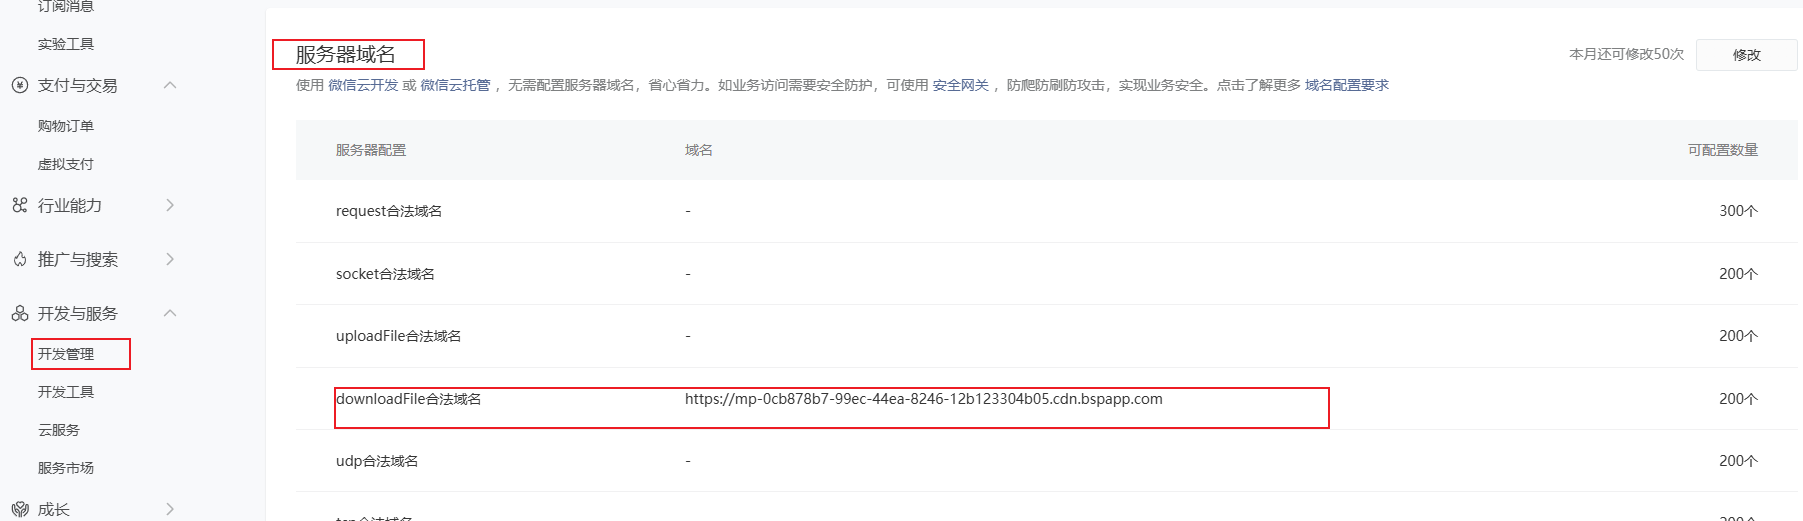 订阅消息
实验工具
支付与交易
购物订单
虚拟支付
行业能力
推广与搜索
开发与服务
开发管理
开发工具
云服务
服务市场
成长
服务器域名
本月还可修改50次
修改
使用 微信云开发 或 微信云托管 ，无需配置服务器域名，省心省力。如业务访问需要安全防护，可使用 安全网关 ，防爬防刷防攻击，实现业务安全。点击了解更多 域名配置要求
服务器配置 域名 可配置数量
request合法域名 - 300个
socket合法域名 - 200个
uploadFile合法域名 - 200个
downloadFile合法域名 https://mp-0cb878b7-99ec-44ea-8246-12b123304b05.cdn.bspapp.com 200个
udp合法域名 - 200个
tcp合法域名 200个